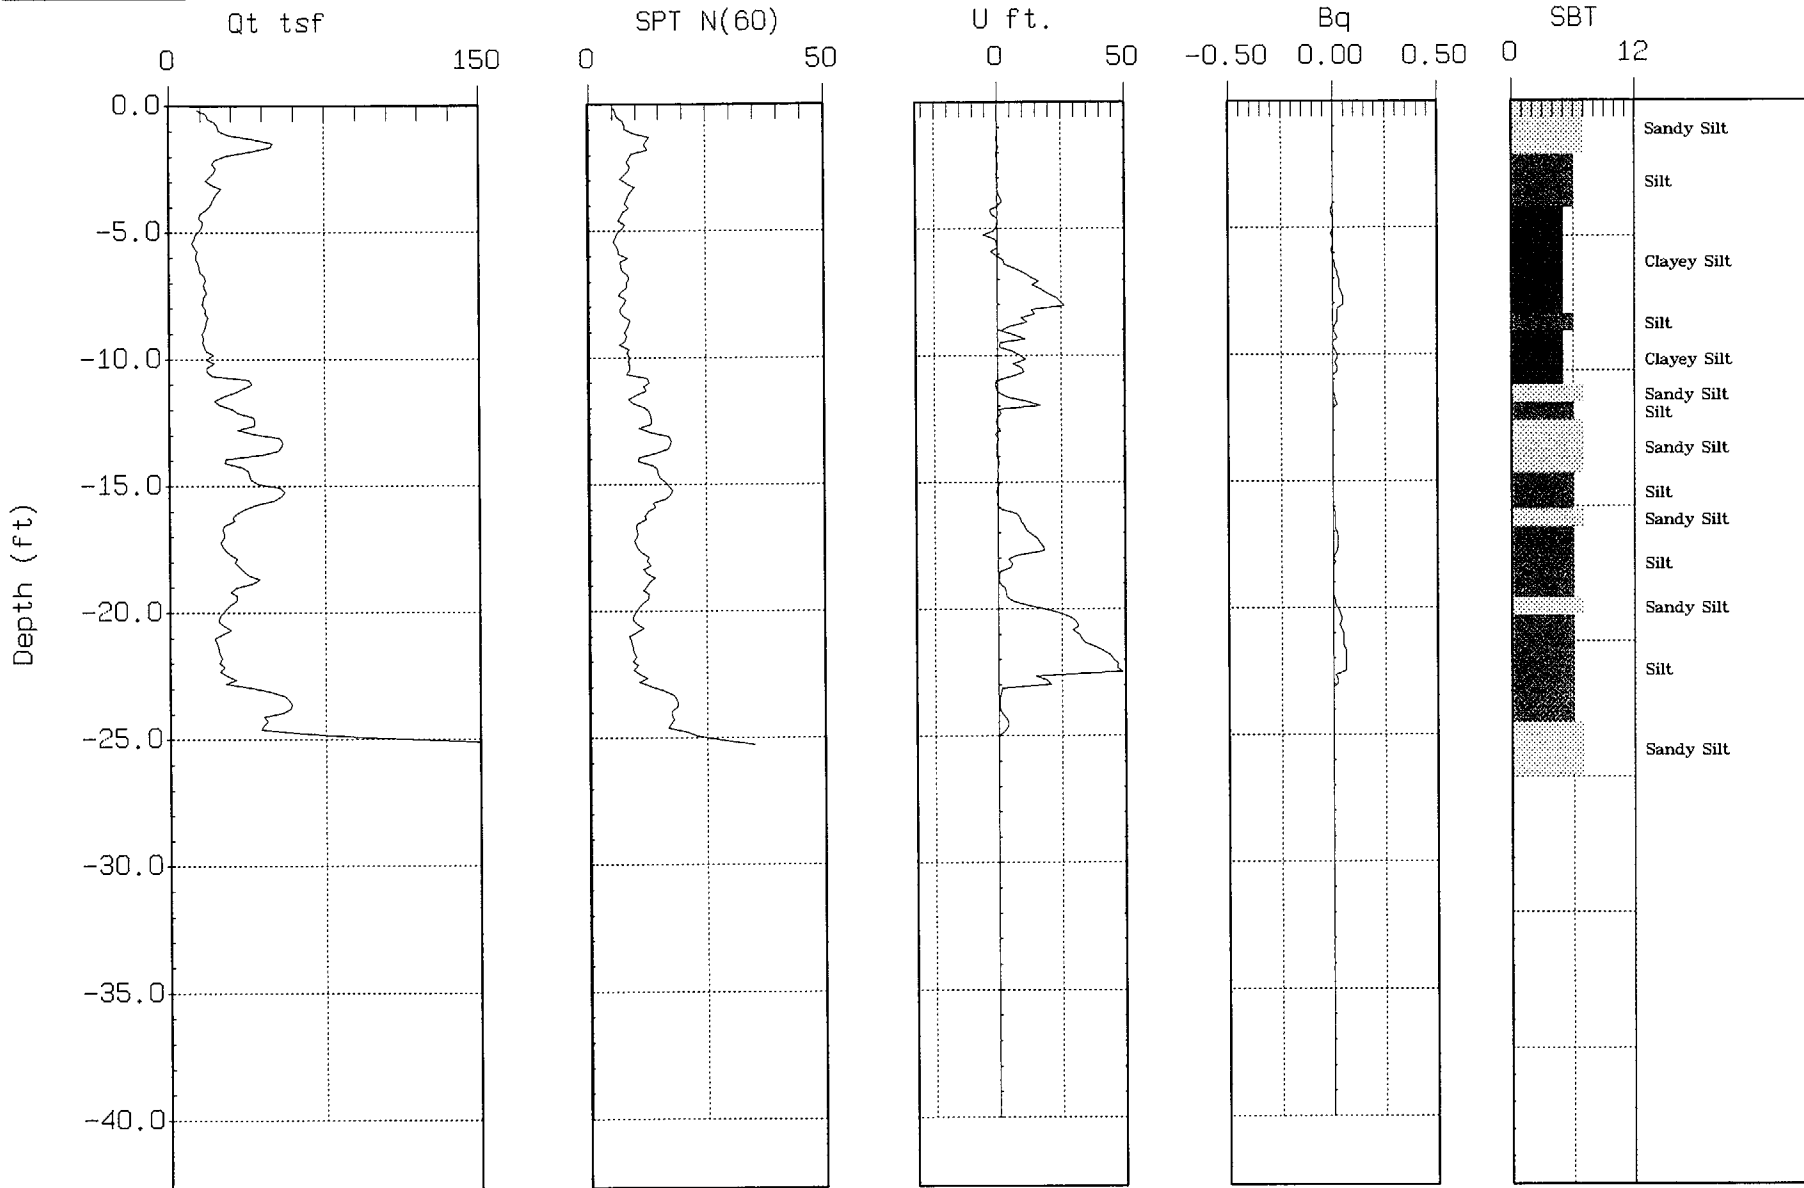 Qt tsf
SPT N(60)
U ft.
Bq
SBT
0 150
0 50
0 50
-0.50 0.00 0.50
0 12
0.0
-5.0
-10.0
-15.0
-20.0
-25.0
-30.0
-35.0
-40.0
Depth (ft)
Sandy Silt
Silt
Clayey Silt
Silt
Clayey Silt
Sandy Silt
Silt
Sandy Silt
Silt
Sandy Silt
Silt
Sandy Silt
Silt
Sandy Silt